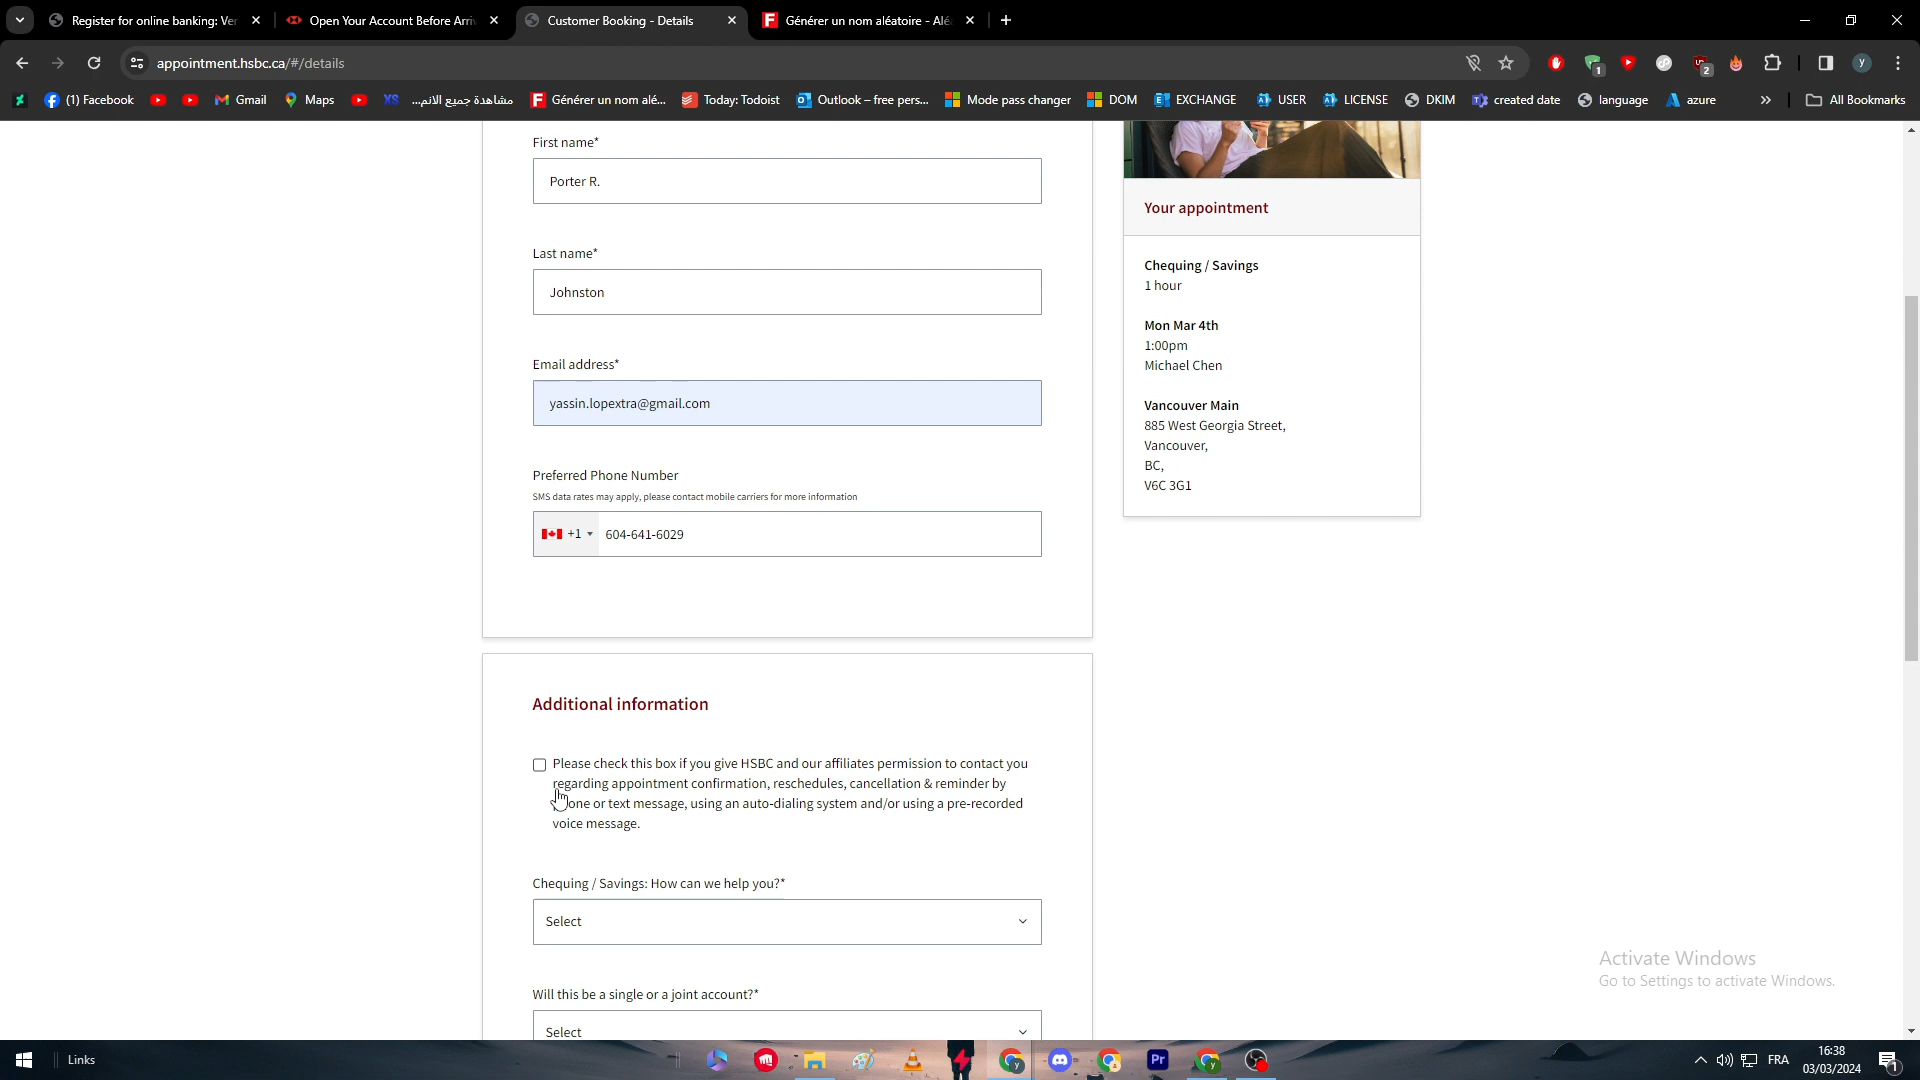 Register for online banking: Ver
Open Your Account Before Arri
Customer Booking - Details
Générer un nom aléatoire - Alé
appointment.hsbc.ca/#/details
(1) Facebook
Gmail
Maps
XS
مشاهدة جميع الانم...
Générer un nom alé...
Today: Todoist
Outlook – free pers...
Mode pass changer
DOM
EXCHANGE
USER
LICENSE
DKIM
created date
language
azure
All Bookmarks
First name*
Porter R.
Last name*
Johnston
Email address*
yassin.lopextra@gmail.com
Preferred Phone Number
SMS data rates may apply, please contact mobile carriers for more information
+1 604-641-6029
Your appointment
Chequing / Savings
1 hour
Mon Mar 4th
1:00pm
Michael Chen
Vancouver Main
885 West Georgia Street,
Vancouver,
BC,
V6C 3G1
Additional information
Please check this box if you give HSBC and our affiliates permission to contact you
regarding appointment confirmation, reschedules, cancellation & reminder by
one or text message, using an auto-dialing system and/or using a pre-recorded
voice message.
Chequing / Savings: How can we help you?*
Select
Will this be a single or a joint account?*
Select
Activate Windows
Go to Settings to activate Windows.
Links
Pr
FRA
16:38
03/03/2024